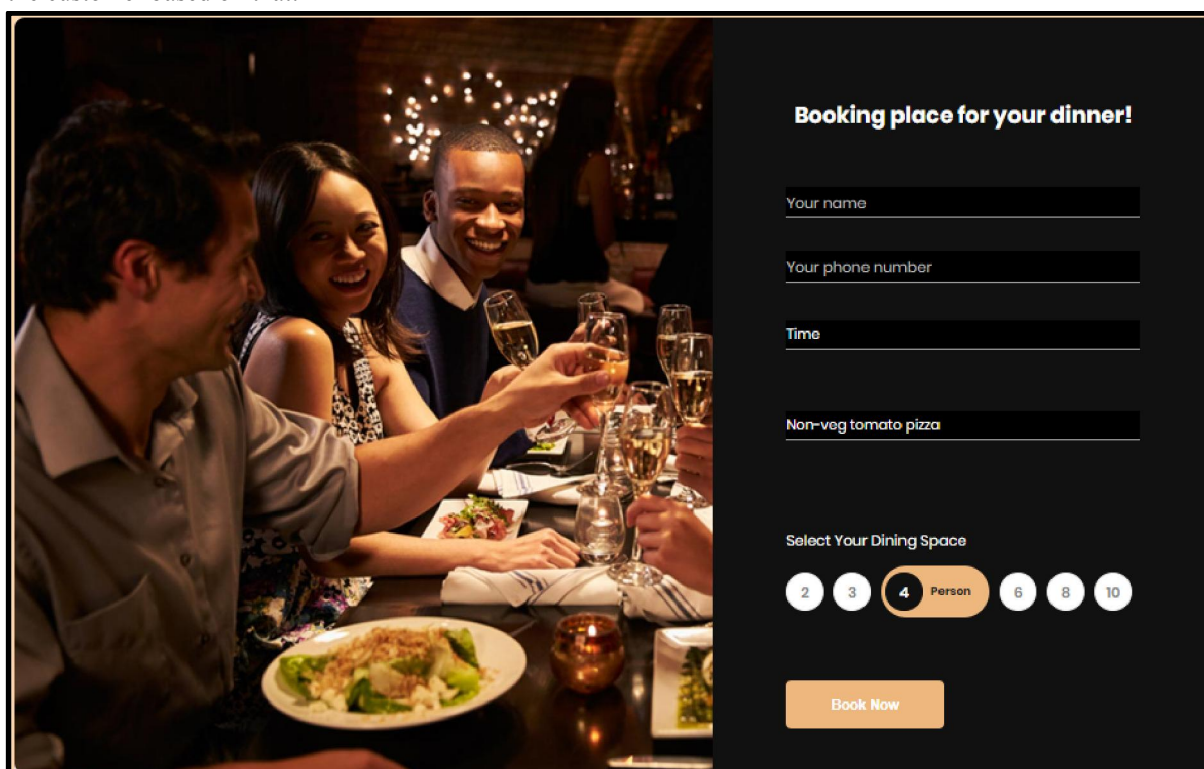 Booking place for your dinner!
Your name
Your phone number
Time
Non-veg tomato pizza
Select Your Dining Space
2 3 4 Person 6 8 10
Book Now